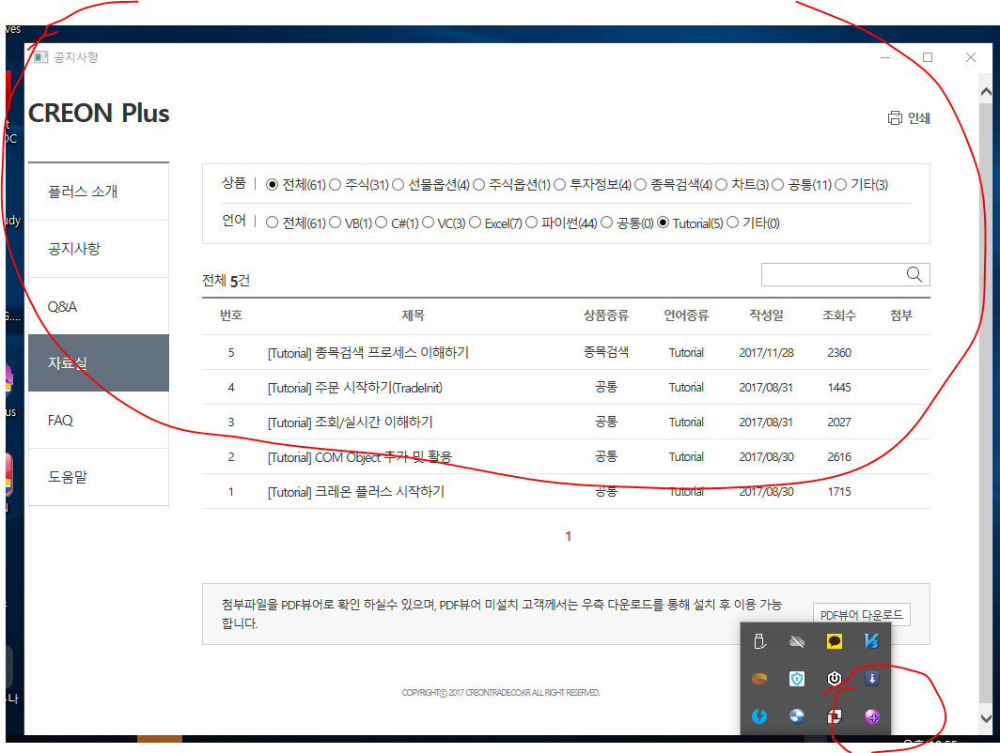 ves
공지사항
CREON Plus
인쇄
플러스 소개
공지사항
Q&A
자료실
FAQ
도움말
상품 | 전체(61) 주식(31) 선물옵션(4) 주식옵션(1) 투자정보(4) 종목검색(4) 차트(3) 공통(11) 기타(3)
언어 | 전체(61) VB(1) C#(1) VC(3) Excel(7) 파이썬(44) 공통(0) Tutorial(5) 기타(0)
전체 5건
번호 제목 상품종류 언어종류 작성일 조회수 첨부
5 [Tutorial] 종목검색 프로세스 이해하기 종목검색 Tutorial 2017/11/28 2360
4 [Tutorial] 주문 시작하기(TradeInit) 공통 Tutorial 2017/08/31 1445
3 [Tutorial] 조회/실시간 이해하기 공통 Tutorial 2017/08/31 2027
2 [Tutorial] COM Object 추가 및 활용 공통 Tutorial 2017/08/30 2616
1 [Tutorial] 크레온 플러스 시작하기 공통 Tutorial 2017/08/30 1715
1
첨부파일을 PDF뷰어로 확인 하실수 있으며, PDF뷰어 미설치 고객께서는 우측 다운로드를 통해 설치 후 이용 가능
합니다.
PDF뷰어 다운로드
COPYRIGHTⓒ 2017 CREONTRADE.CO.KR ALL RIGHT RESERVED.
t
DC
udy
G....
us
나